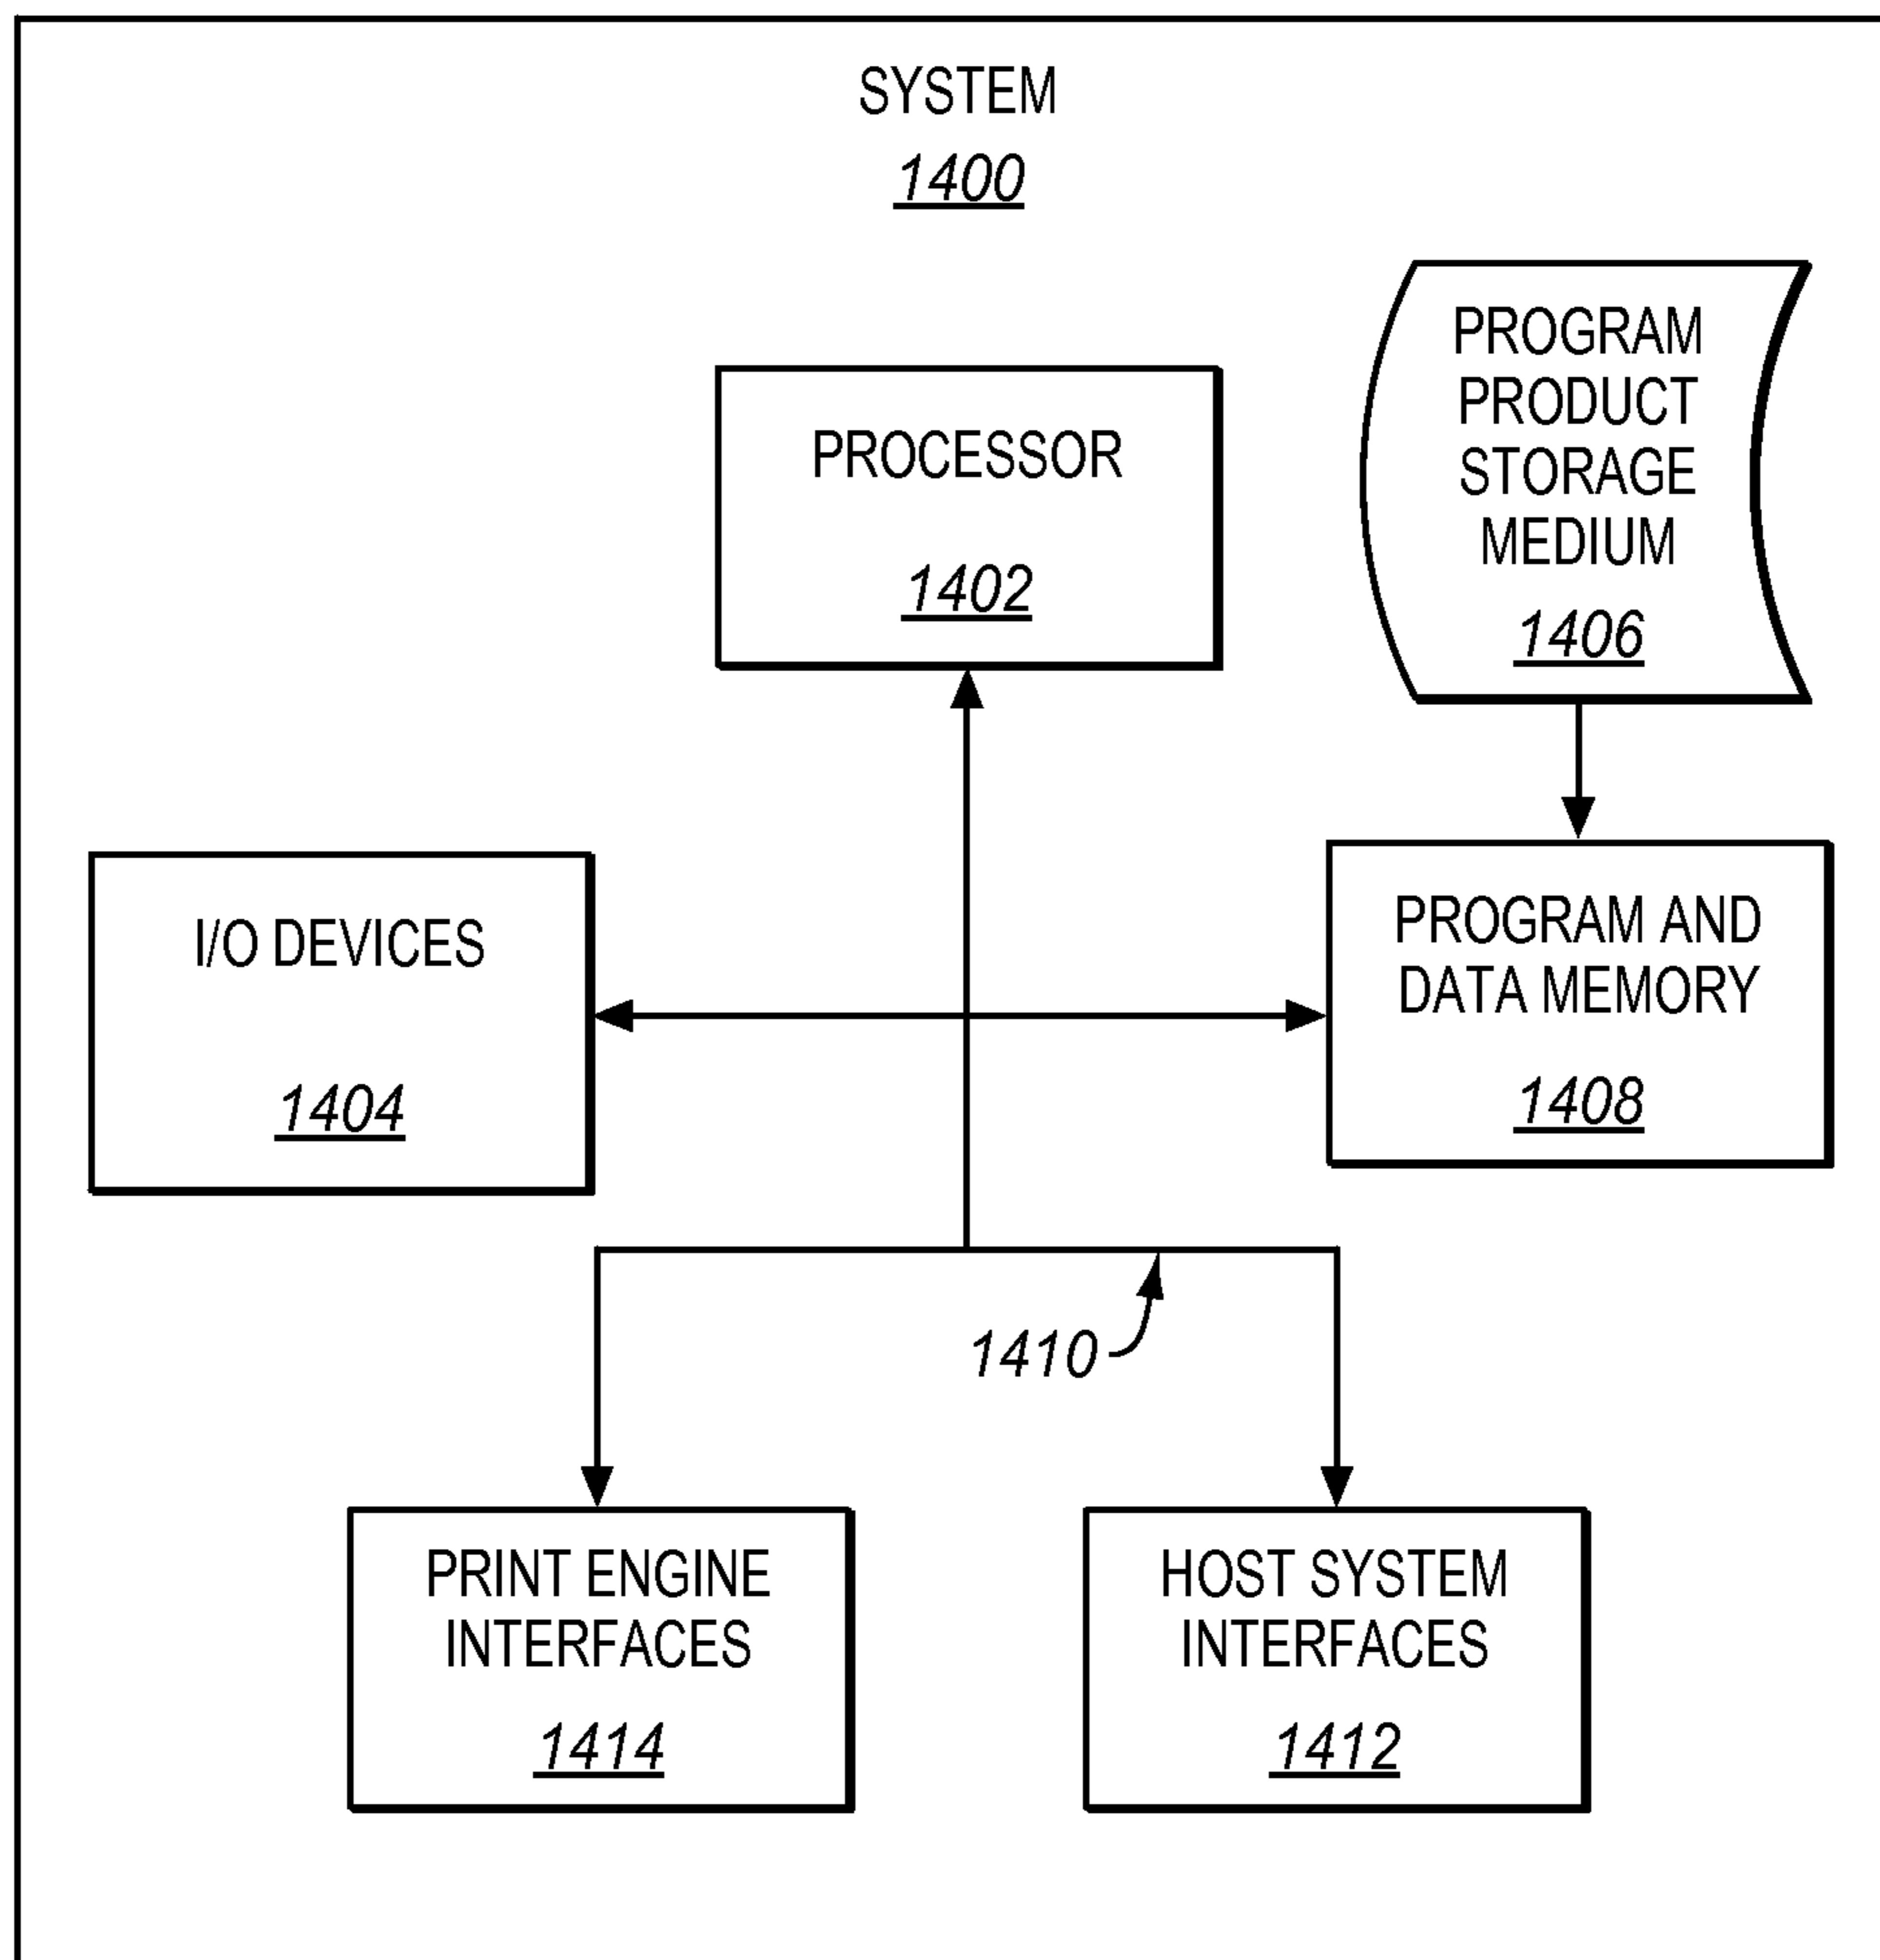 SYSTEM
1400
PROCESSOR
1402
PROGRAM
PRODUCT
STORAGE
MEDIUM
1406
I/O DEVICES
1404
PROGRAM AND
DATA MEMORY
1408
1410
PRINT ENGINE
INTERFACES
1414
HOST SYSTEM
INTERFACES
1412